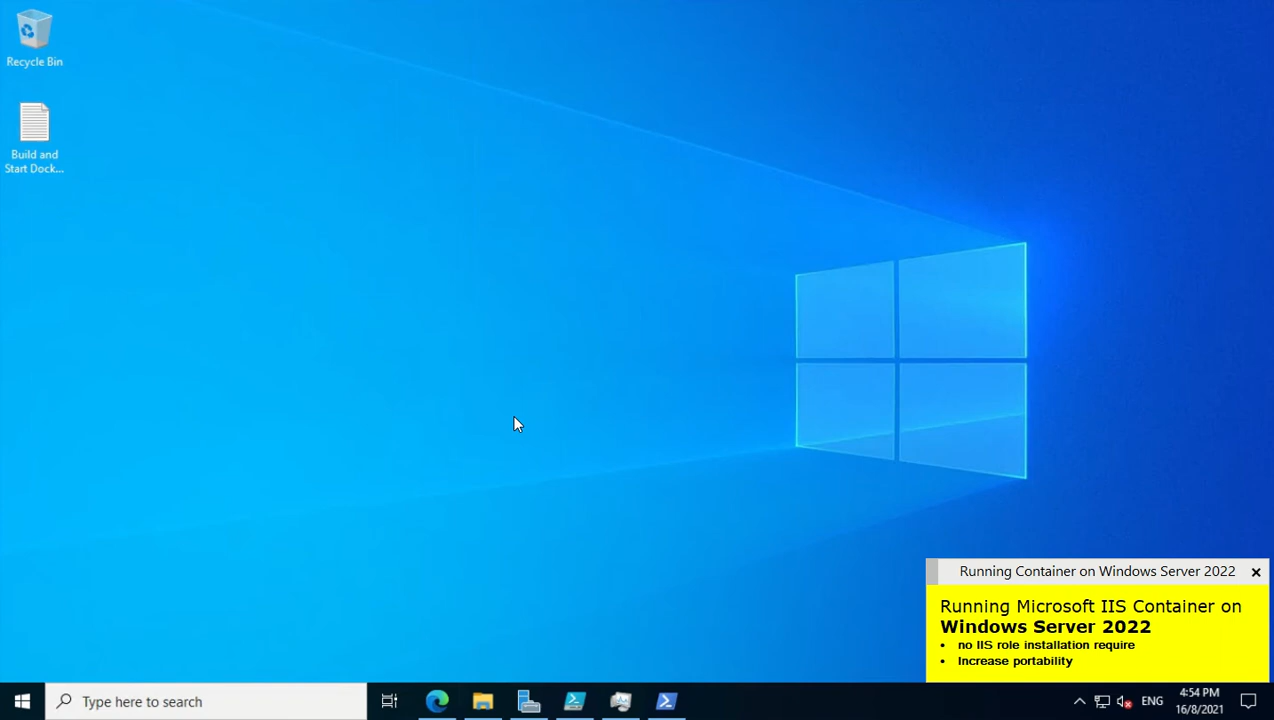 Recycle Bin
Build and
Start Dock...
Running Container on Windows Server 2022
Running Microsoft IIS Container on
Windows Server 2022
• no IIS role installation require
• Increase portability
Type here to search
ENG
4:54 PM
16/8/2021